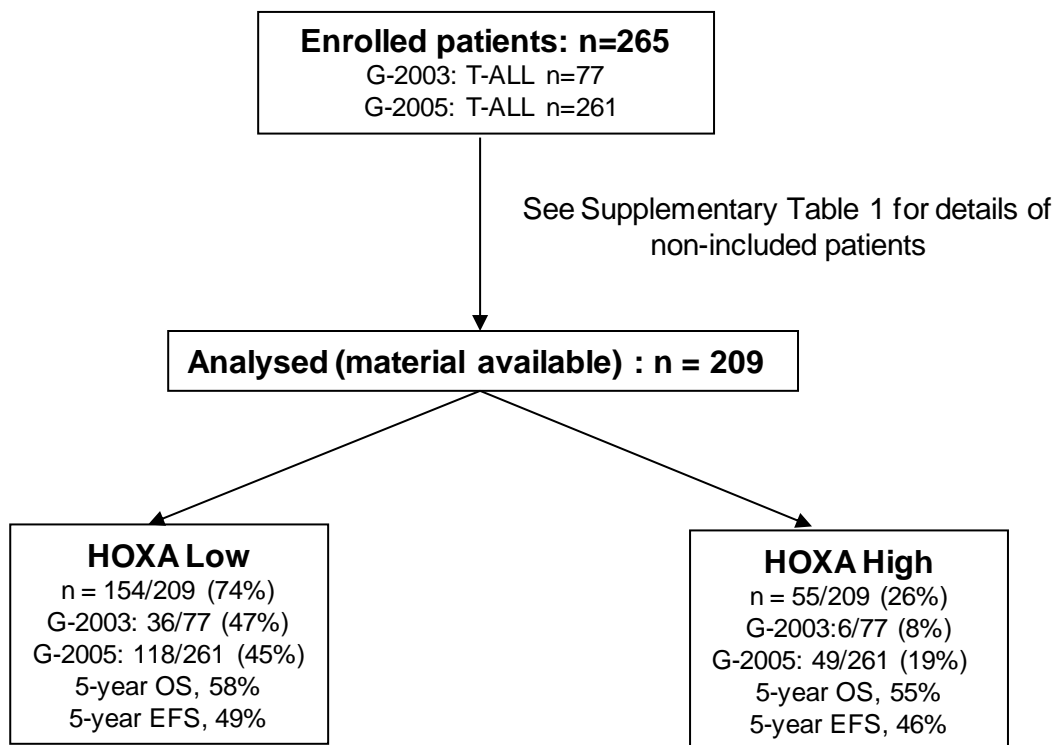 Enrolled patients: n=265
G-2003: T-ALL n=77
G-2005: T-ALL n=261
See Supplementary Table 1 for details of
non-included patients
Analysed (material available) : n = 209
HOXA Low
n = 154/209 (74%)
G-2003: 36/77 (47%)
G-2005: 118/261 (45%)
5-year OS, 58%
5-year EFS, 49%
HOXA High
n = 55/209 (26%)
G-2003:6/77 (8%)
G-2005: 49/261 (19%)
5-year OS, 55%
5-year EFS, 46%